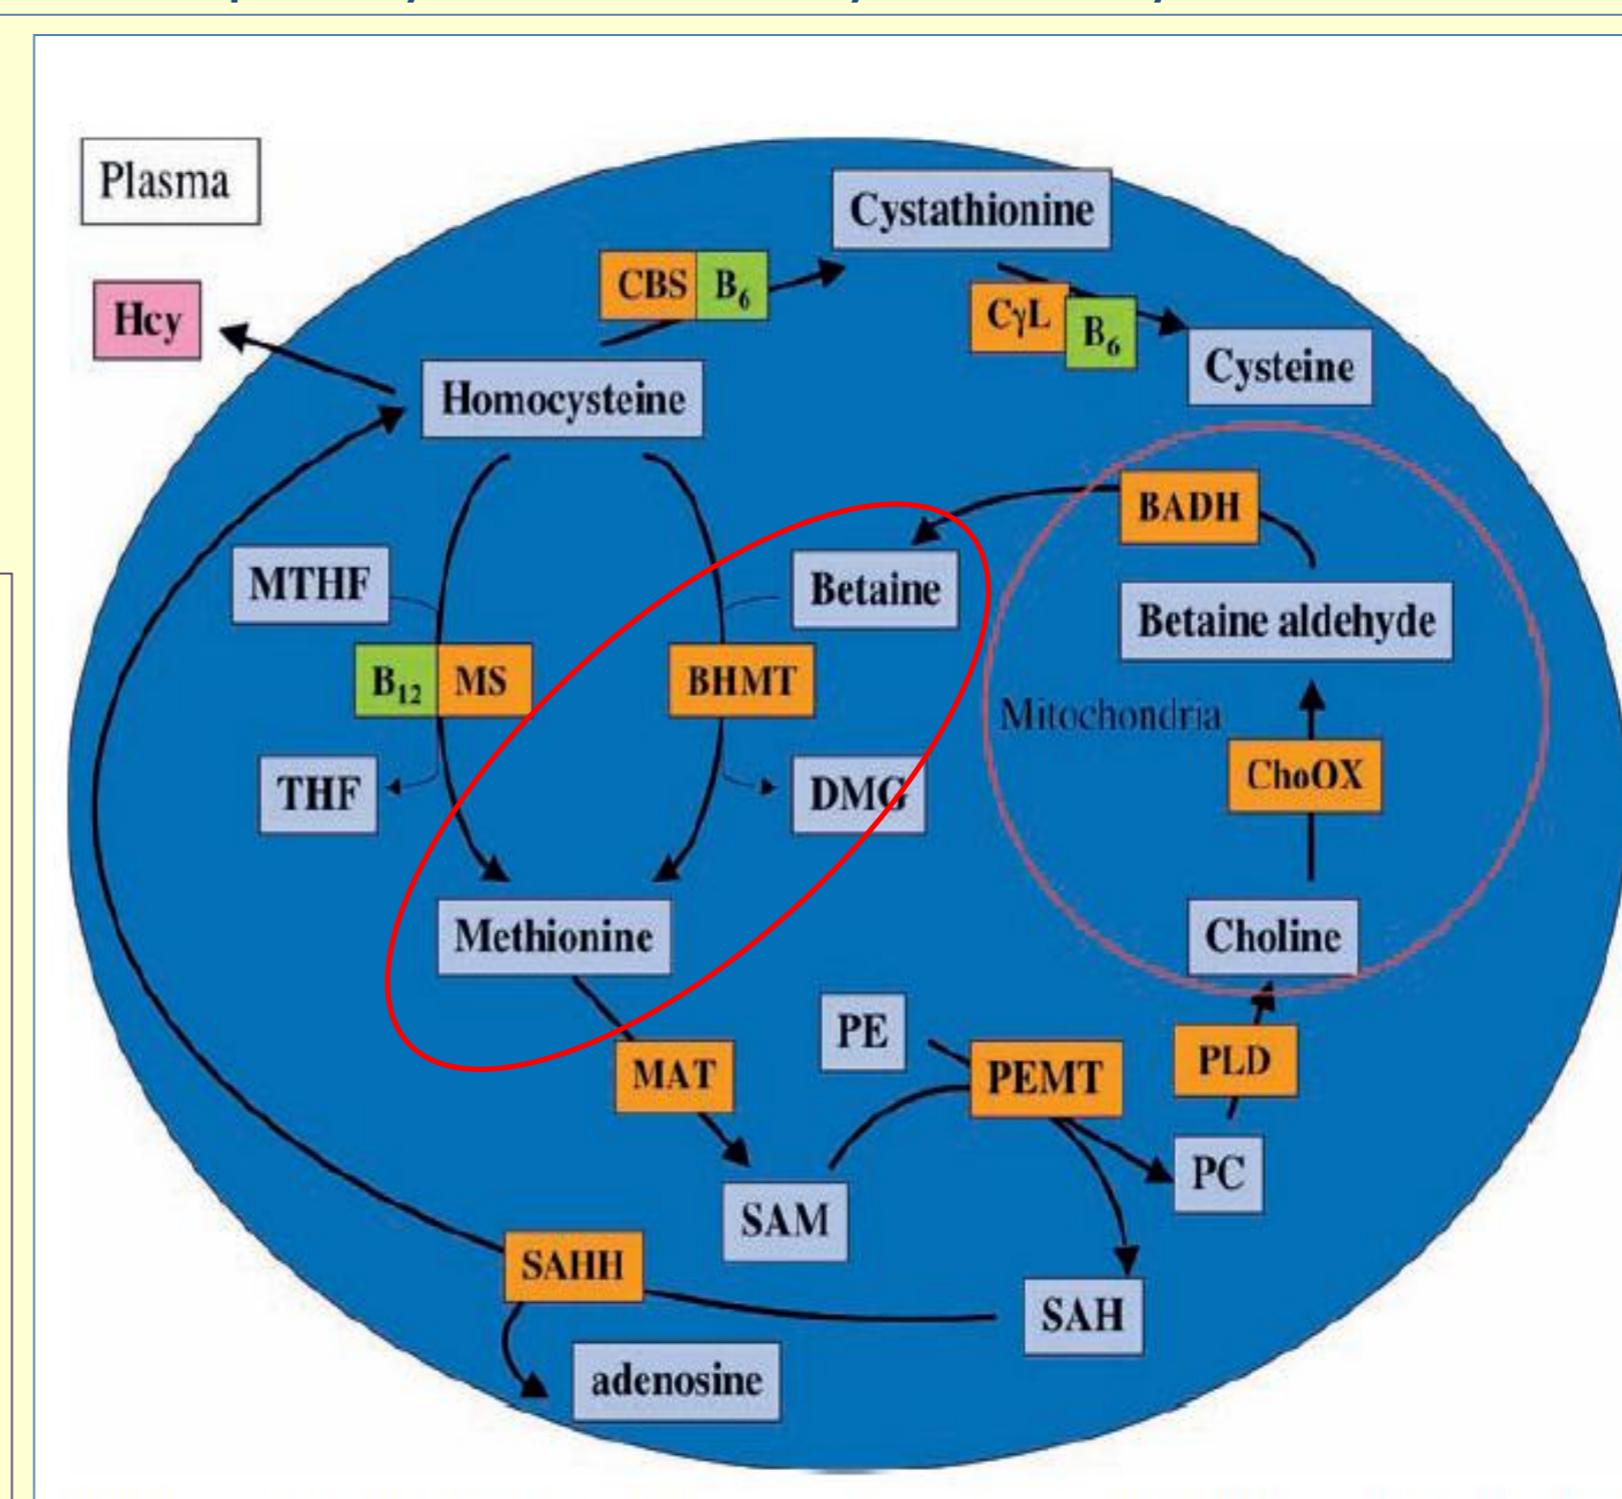 Plasma
Cystathionine
CBS B₆
Hcy
CγL B₆
Cysteine
Homocysteine
BADH
MTHF
Betaine
Betaine aldehyde
B₁₂ MS
BHMT
Mitochondria
THF
DMG
ChoOX
Methionine
Choline
PE
MAT
PEMT
PLD
PC
SAM
SAHH
SAH
adenosine